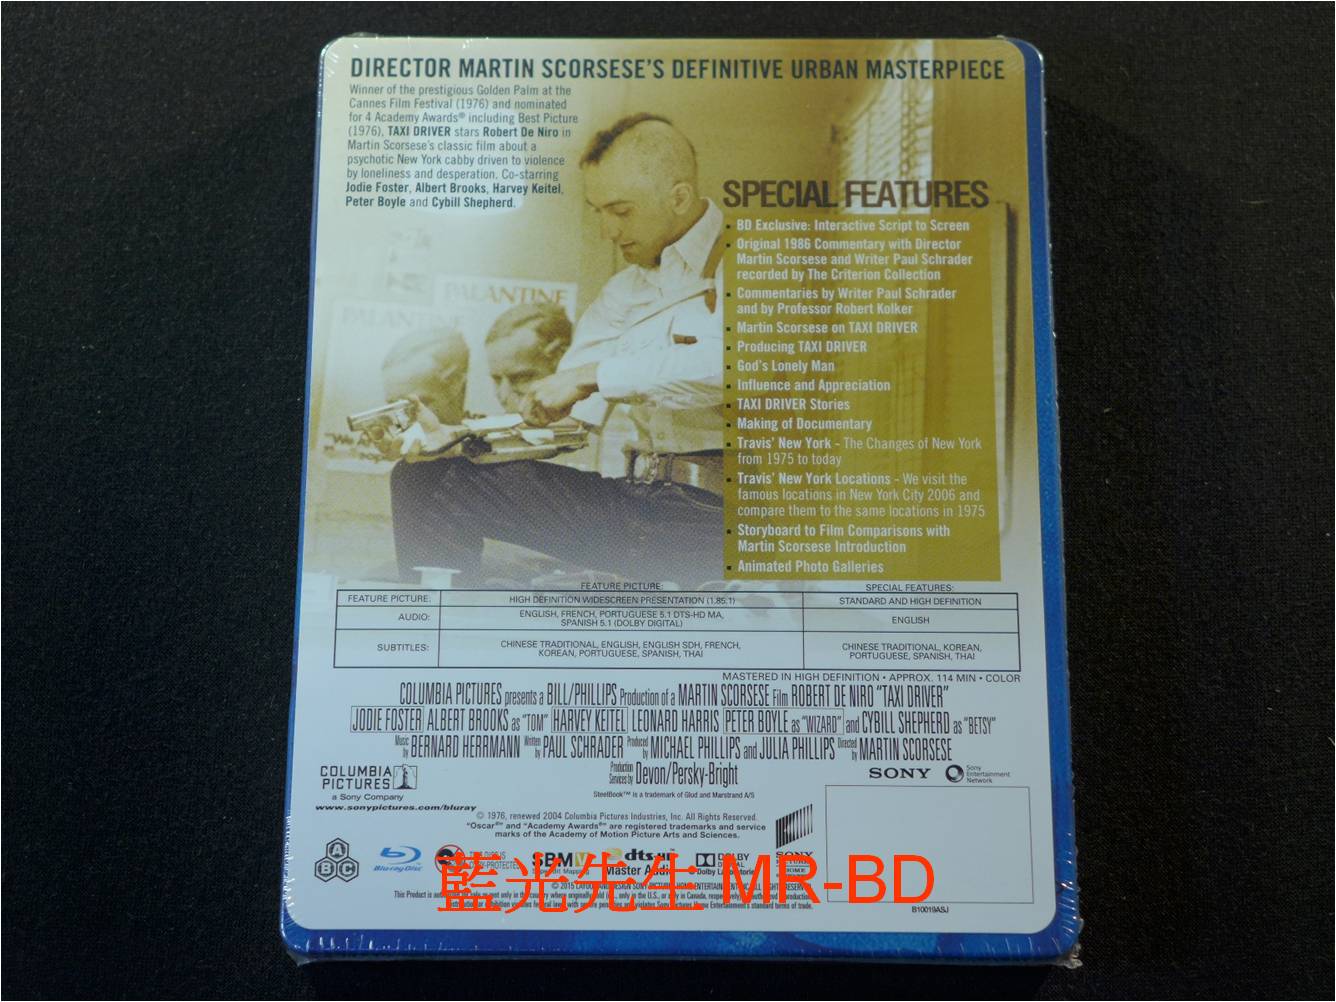 DIRECTOR MARTIN SCORSESE'S DEFINITIVE URBAN MASTERPIECE
Winner of the prestigious Golden Palm at the
Cannes Film Festival (1976) and nominated
for 4 Academy Awards® including Best Picture
(1976), TAXI DRIVER stars Robert De Niro in
Martin Scorsese's classic film about a
psychotic New York cabby driven to violence
by loneliness and desperation. Co-starring
Jodie Foster, Albert Brooks, Harvey Keitel,
Peter Boyle and Cybill Shepherd.
PALANTINE
PALANTINE
SPECIAL FEATURES
BD Exclusive: Interactive Script to Screen
Original 1986 Commentary with Director
Martin Scorsese and Writer Paul Schrader
recorded by The Criterion Collection
Commentaries by Writer Paul Schrader
and by Professor Robert Kolker
Martin Scorsese on TAXI DRIVER
Producing TAXI DRIVER
God's Lonely Man
Influence and Appreciation
TAXI DRIVER Stories
Making of Documentary
Travis' New York - The Changes of New York
from 1975 to today
Travis' New York Locations - We visit the
famous locations in New York City 2006 and
compare them to the same locations in 1975
Storyboard to Film Comparisons with
Martin Scorsese Introduction
Animated Photo Galleries
FEATURE PICTURE: SPECIAL FEATURES:
FEATURE PICTURE: HIGH DEFINITION WIDESCREEN PRESENTATION (1.85:1) STANDARD AND HIGH DEFINITION
AUDIO: ENGLISH, FRENCH, PORTUGUESE 5.1 DTS-HD MA,
SPANISH 5.1 (DOLBY DIGITAL) ENGLISH
SUBTITLES: CHINESE TRADITIONAL, ENGLISH, ENGLISH SDH, FRENCH,
KOREAN, PORTUGUESE, SPANISH, THAI
CHINESE TRADITIONAL, KOREAN,
PORTUGUESE, SPANISH, THAI
MASTERED IN HIGH DEFINITION • APPROX. 114 MIN • COLOR
COLUMBIA PICTURES presents a BILL/PHILLIPS Production of a MARTIN SCORSESE Film ROBERT DE NIRO "TAXI DRIVER"
JODIE FOSTER ALBERT BROOKS as "TOM" HARVEY KEITEL LEONARD HARRIS PETER BOYLE as "WIZARD" and CYBILL SHEPHERD as "BETSY"
Music by BERNARD HERRMANN Written by PAUL SCHRADER Produced by MICHAEL PHILLIPS and JULIA PHILLIPS Directed by MARTIN SCORSESE
Production Services by Devon/Persky-Bright
COLUMBIA
PICTURES
a Sony Company
www.sonypictures.com/bluray
SONY
Sony
Entertainment
Network
SteelBook™ is a trademark of Glud and Marstrand A/S
© 1976, renewed 2004 Columbia Pictures Industries, Inc. All Rights Reserved.
"Oscar®" and "Academy Awards®" are registered trademarks and service
marks of the Academy of Motion Picture Arts and Sciences.
A B C
Blu-ray Disc
SBMV
dts-HD
Master Audio
DOLBY
SONY
藍光先生 MR-BD
B10019ASJ